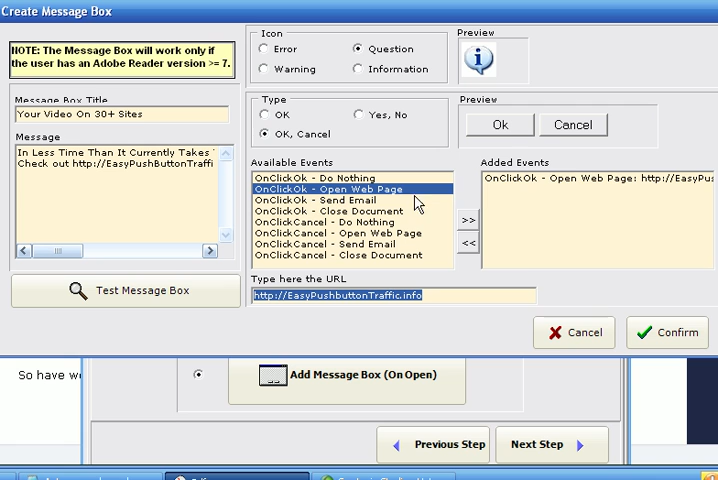 Create Message Box
NOTE: The Message Box will work only if
the user has an Adobe Reader version >= 7.
Message Box Title
Your Video On 30+ Sites
Message
In Less Time Than It Currently Takes
Check out http://EasyPushButtonTraffi
Test Message Box
Icon
Error
Question
Warning
Information
Preview
Type
OK
Yes, No
OK, Cancel
Preview
Ok
Cancel
Available Events
OnClickOk - Do Nothing
OnClickOk - Open Web Page
OnClickOk - Send Email
OnClickOk - Close Document
OnClickCancel - Do Nothing
OnClickCancel - Open Web Page
OnClickCancel - Send Email
OnClickCancel - Close Document
>>
<<
Added Events
OnClickOk - Open Web Page: http://EasyPus
Type here the URL
http://EasyPushbuttonTraffic.info
Cancel
Confirm
So have we
Add Message Box (On Open)
Previous Step
Next Step